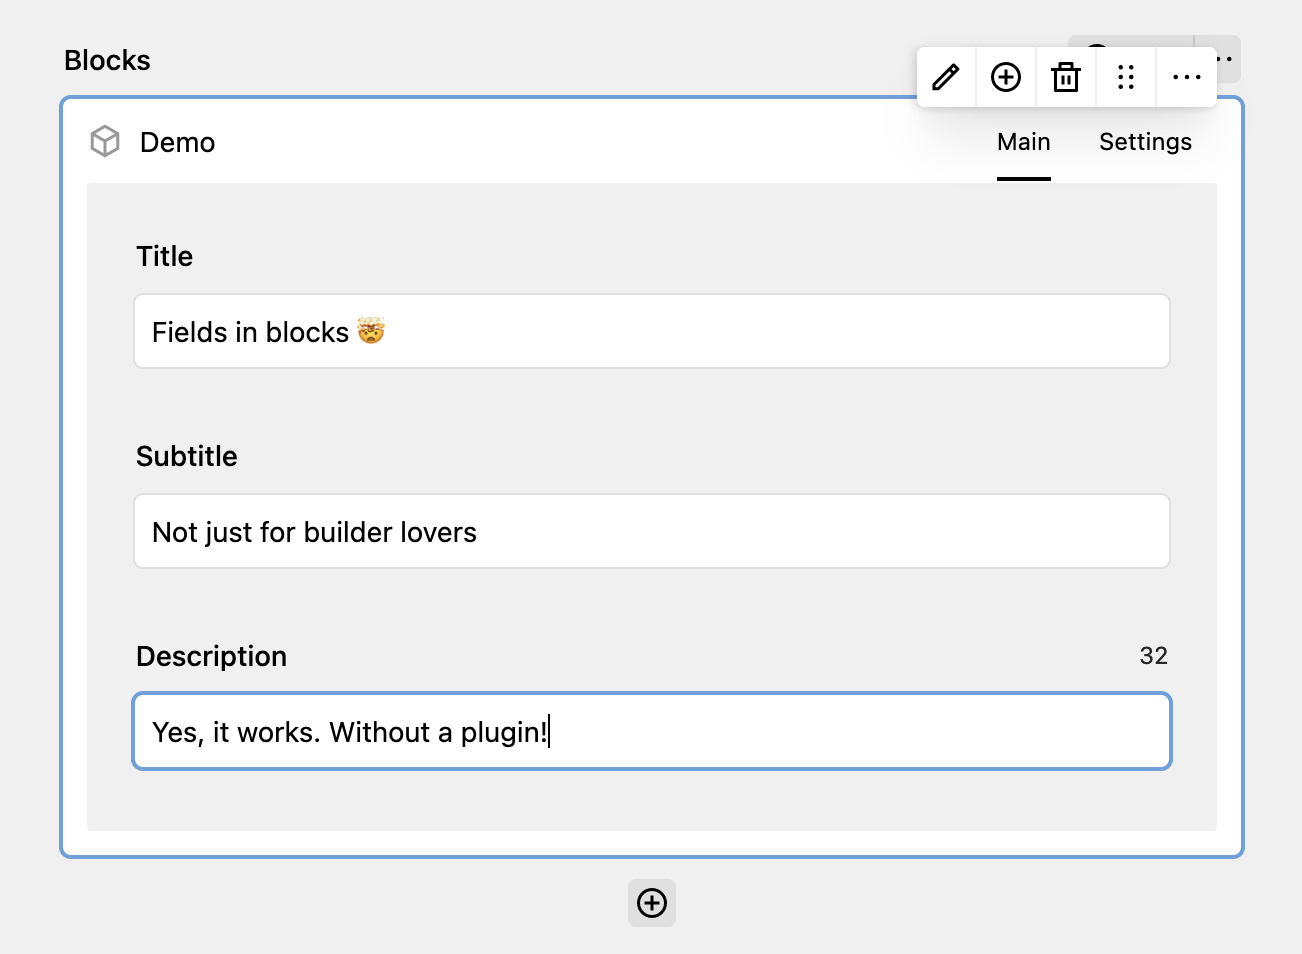 Blocks
Demo
Main
Settings
Title
Fields in blocks 🤯
Subtitle
Not just for builder lovers
Description
32
Yes, it works. Without a plugin!